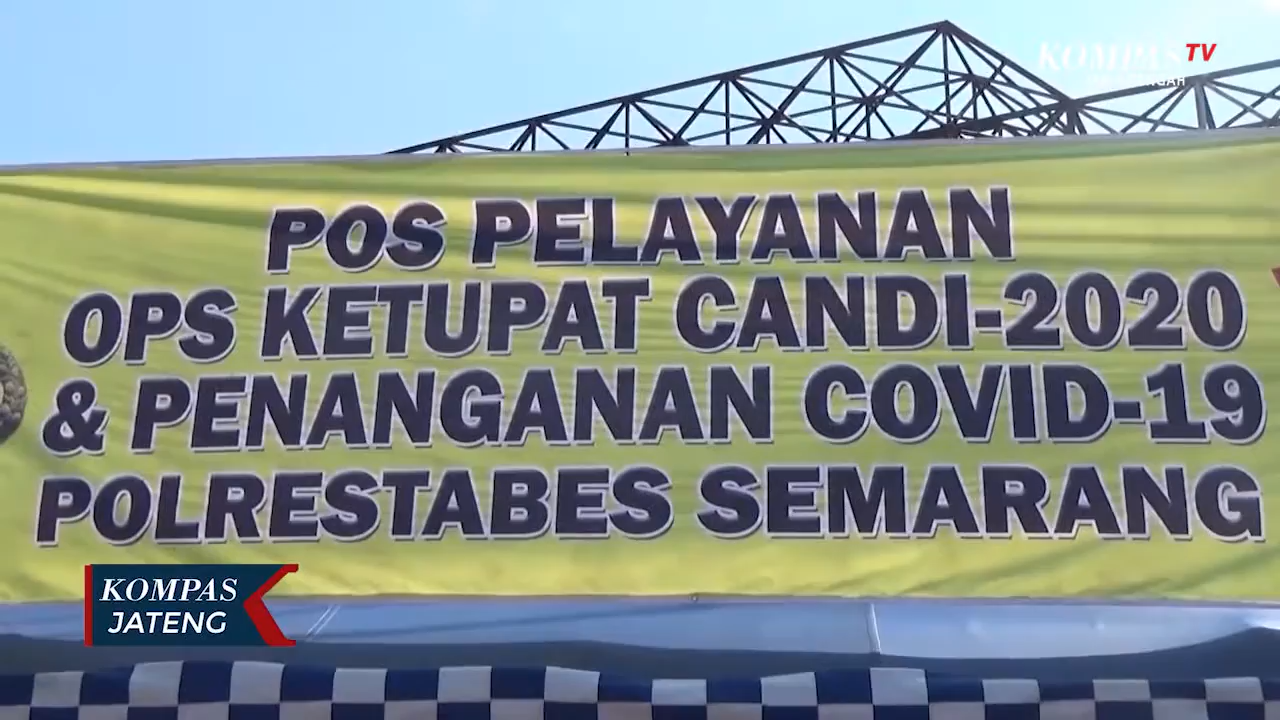 KOMPAS TV
POS PELAYANAN
OPS KETUPAT CANDI-2020
& PENANGANAN COVID-19
POLRESTABES SEMARANG
KOMPAS
JATENG